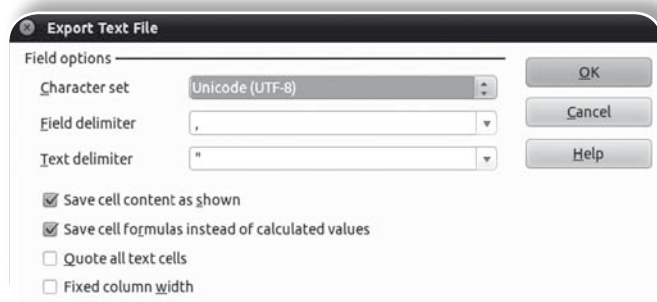 Export Text File
Field options
OK
Character set Unicode (UTF-8)
Cancel
Field delimiter ,
Help
Text delimiter "
Save cell content as shown
Save cell formulas instead of calculated values
Quote all text cells
Fixed column width